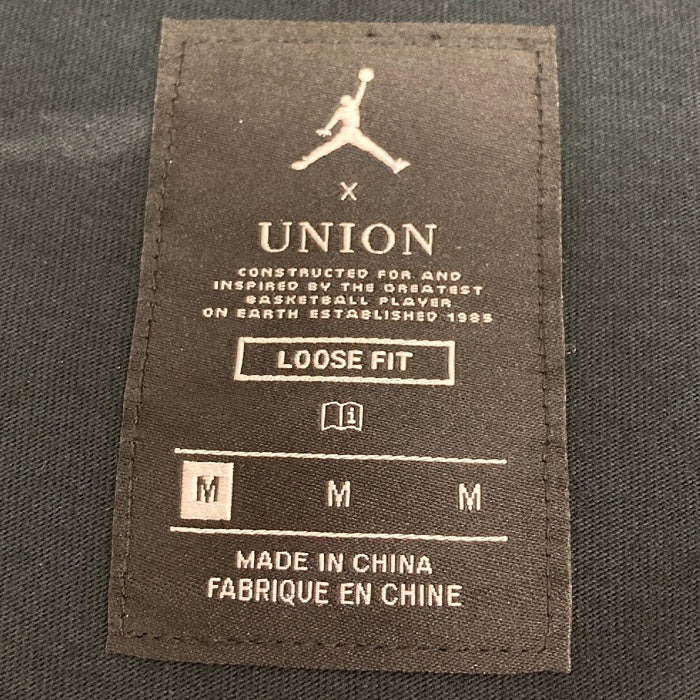 X
UNION
CONSTRUCTED FOR AND
INSPIRED BY THE GREATEST
BASKETBALL PLAYER
ON EARTH ESTABLISHED 1985
LOOSE FIT
i
M M M
MADE IN CHINA
FABRIQUE EN CHINE